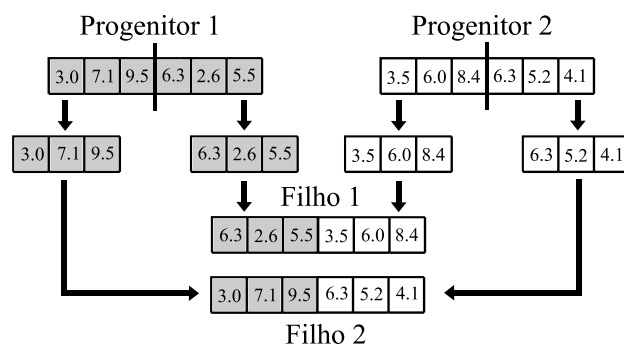 Progenitor 1 Progenitor 2
3.0 7.1 9.5 6.3 2.6 5.5 3.5 6.0 8.4 6.3 5.2 4.1
3.0 7.1 9.5 6.3 2.6 5.5 3.5 6.0 8.4 6.3 5.2 4.1
Filho 1
6.3 2.6 5.5 3.5 6.0 8.4
3.0 7.1 9.5 6.3 5.2 4.1
Filho 2